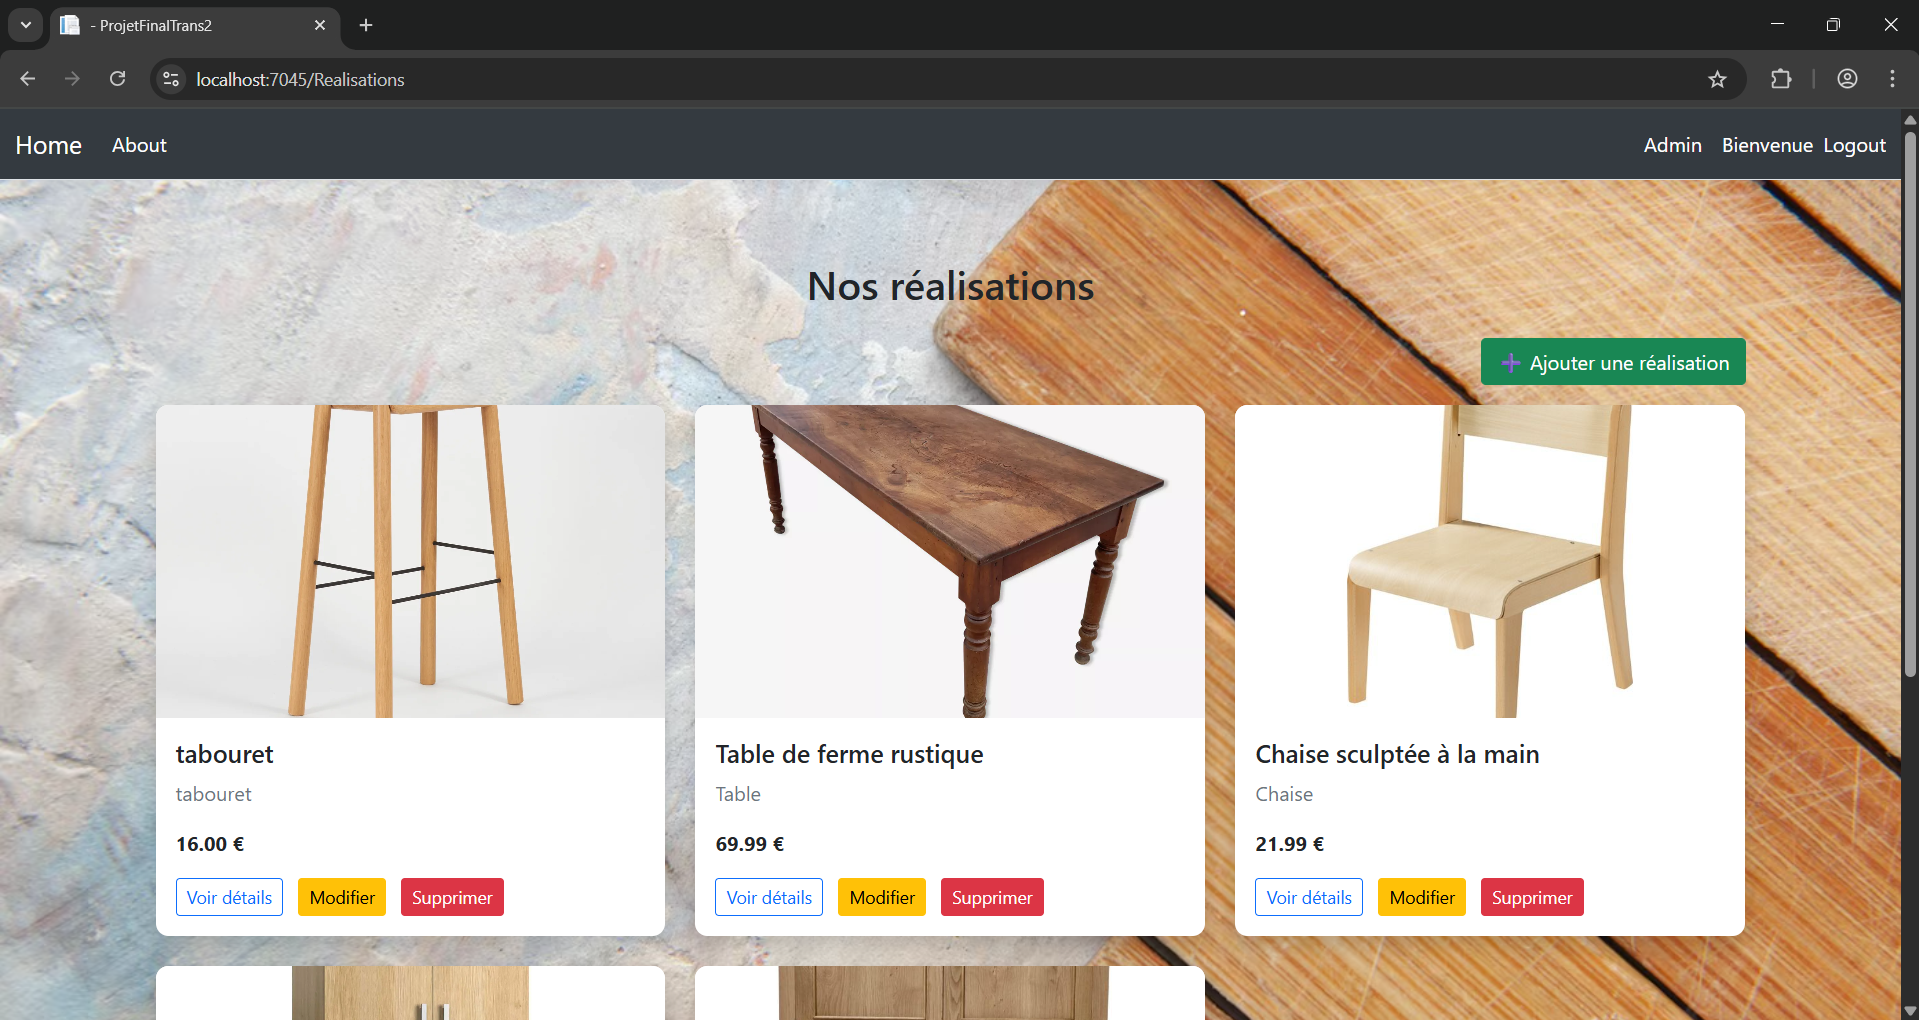 - ProjetFinalTrans2
localhost:7045/Realisations
Home About Admin Bienvenue Logout
Nos réalisations
Ajouter une réalisation
tabouret
tabouret
16.00 €
Voir détails Modifier Supprimer
Table de ferme rustique
Table
69.99 €
Voir détails Modifier Supprimer
Chaise sculptée à la main
Chaise
21.99 €
Voir détails Modifier Supprimer